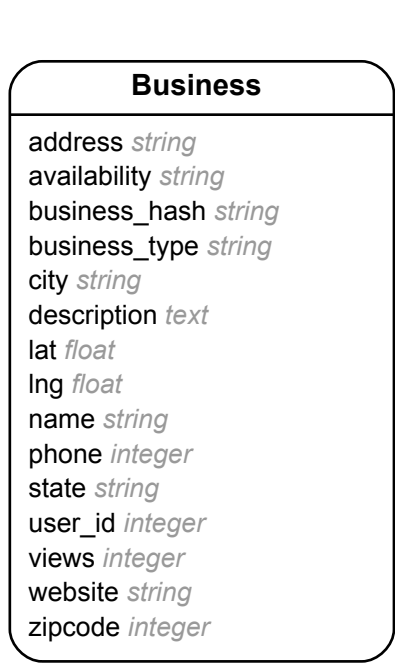 Business
address string
availability string
business_hash string
business_type string
city string
description text
lat float
lng float
name string
phone integer
state string
user_id integer
views integer
website string
zipcode integer